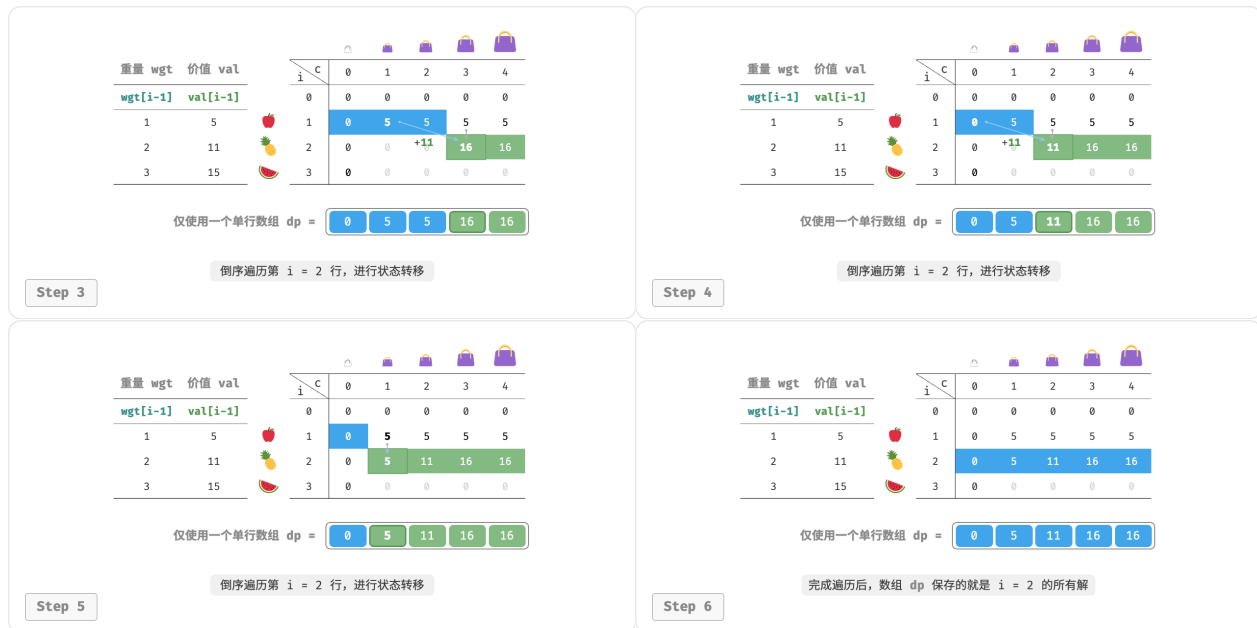 重量 wgt 价值 val
i C 0 1 2 3 4
wgt[i-1] val[i-1]
0 0 0 0 0 0
1 5 1 0 5 5 5 5
+11
2 11 2 0 0 0 16 16
3 15 3 0 0 0 0 0
仅使用一个单行数组 dp = 0 5 5 16 16
倒序遍历第 i = 2 行，进行状态转移
Step 3
重量 wgt 价值 val
i C 0 1 2 3 4
wgt[i-1] val[i-1]
0 0 0 0 0 0
1 5 1 0 5 5 5 5
+11
2 11 2 0 0 11 16 16
3 15 3 0 0 0 0 0
仅使用一个单行数组 dp = 0 5 11 16 16
倒序遍历第 i = 2 行，进行状态转移
Step 4
重量 wgt 价值 val
i C 0 1 2 3 4
wgt[i-1] val[i-1]
0 0 0 0 0 0
1 5 1 0 5 5 5 5
2 11 2 0 5 11 16 16
3 15 3 0 0 0 0 0
仅使用一个单行数组 dp = 0 5 11 16 16
倒序遍历第 i = 2 行，进行状态转移
Step 5
重量 wgt 价值 val
i C 0 1 2 3 4
wgt[i-1] val[i-1]
0 0 0 0 0 0
1 5 1 0 5 5 5 5
2 11 2 0 5 11 16 16
3 15 3 0 0 0 0 0
仅使用一个单行数组 dp = 0 5 11 16 16
完成遍历后，数组 dp 保存的就是 i = 2 的所有解
Step 6